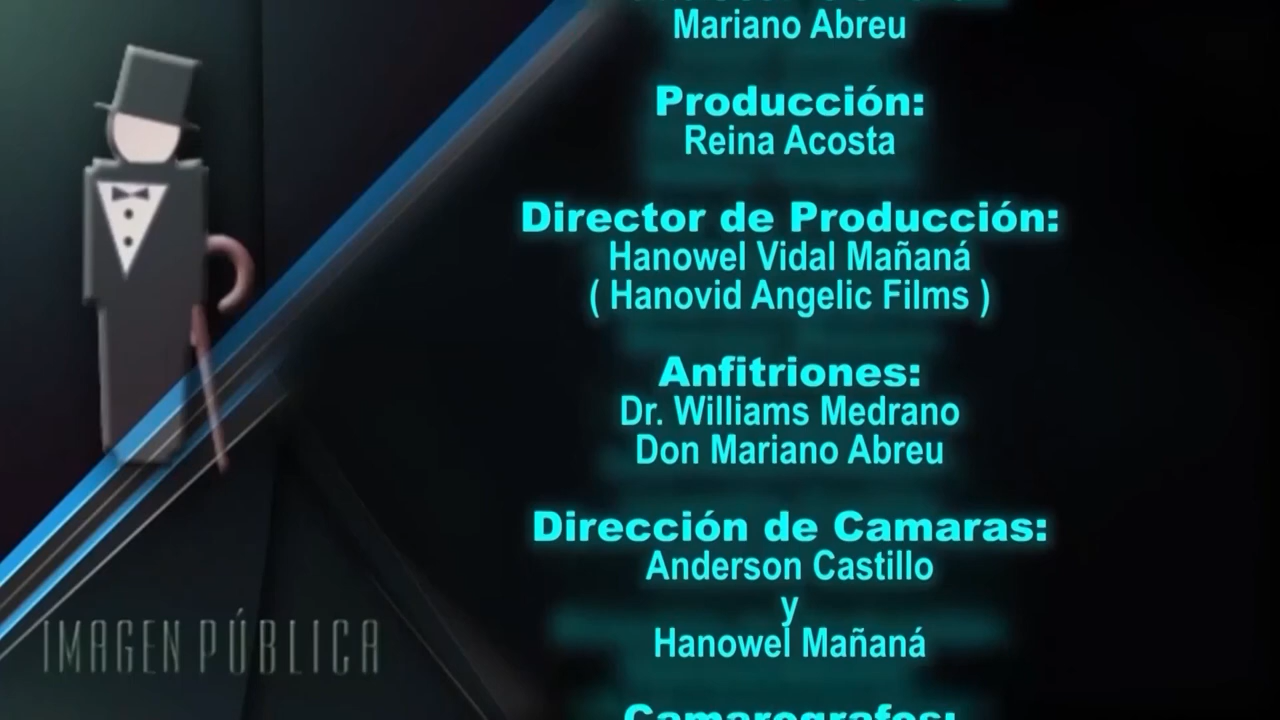 Mariano Abreu
Producción:
Reina Acosta
Director de Producción:
Hanowel Vidal Mañaná
( Hanovid Angelic Films )
Anfitriones:
Dr. Williams Medrano
Don Mariano Abreu
Dirección de Camaras:
Anderson Castillo
y
Hanowel Mañaná
Camarografos:
IMAGEN PÚBLICA